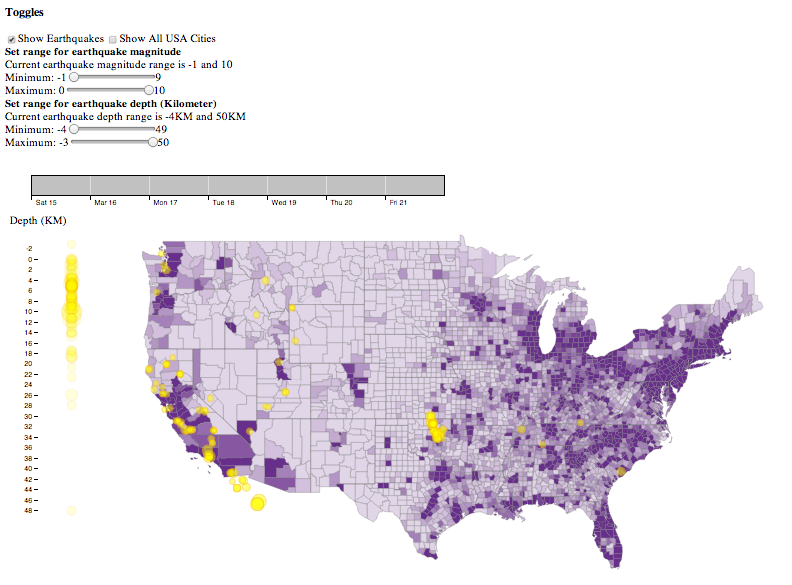 Toggles
Show Earthquakes Show All USA Cities
Set range for earthquake magnitude
Current earthquake magnitude range is -1 and 10
Minimum: -1 9
Maximum: 0 10
Set range for earthquake depth (Kilometer)
Current earthquake depth range is -4KM and 50KM
Minimum: -4 49
Maximum: -3 50
Sat 15 Mar 16 Mon 17 Tue 18 Wed 19 Thu 20 Fri 21
Depth (KM)
-2
0
2
4
6
8
10
12
14
16
18
20
22
24
26
28
30
32
34
36
38
40
42
44
46
48